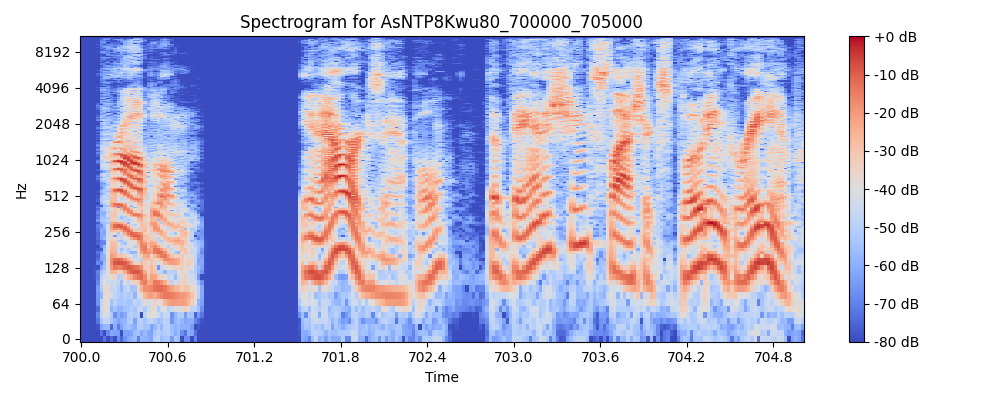 Spectrogram for AsNTP8Kwu80_700000_705000
8192
4096
2048
1024
512
256
128
64
0
Hz
700.0 700.6 701.2 701.8 702.4 703.0 703.6 704.2 704.8
Time
+0 dB
-10 dB
-20 dB
-30 dB
-40 dB
-50 dB
-60 dB
-70 dB
-80 dB